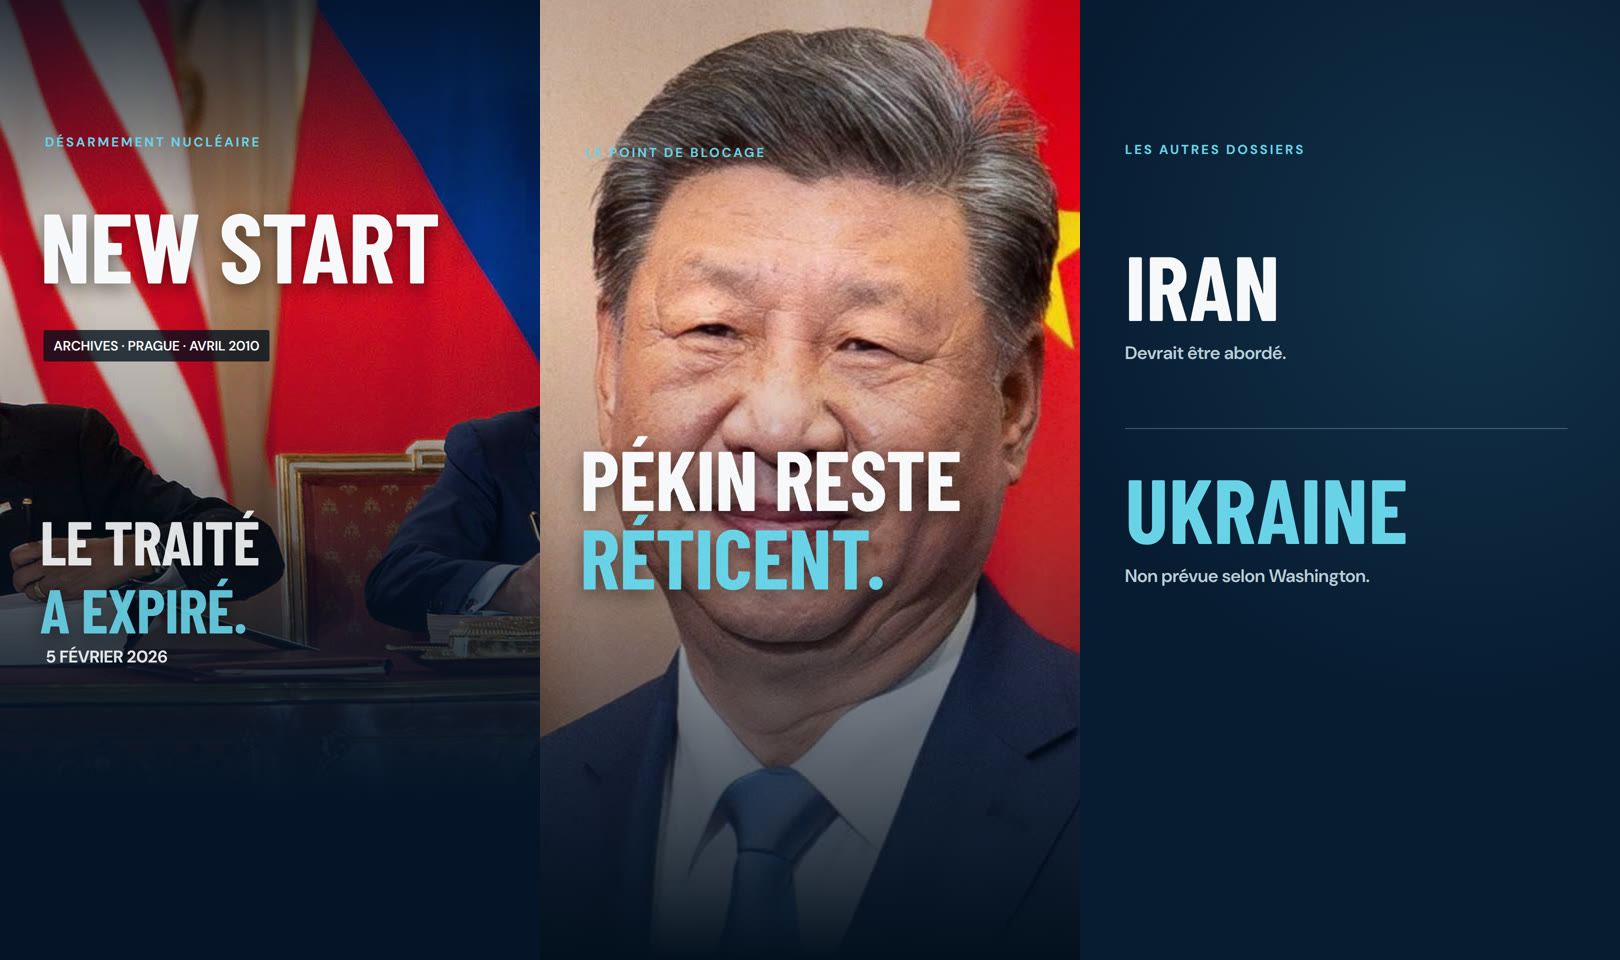 DÉSARMEMENT NUCLÉAIRE
NEW START
ARCHIVES · PRAGUE · AVRIL 2010
LE TRAITÉ
A EXPIRÉ.
5 FÉVRIER 2026
LE POINT DE BLOCAGE
PÉKIN RESTE
RÉTICENT.
LES AUTRES DOSSIERS
IRAN
Devrait être abordé.
UKRAINE
Non prévue selon Washington.